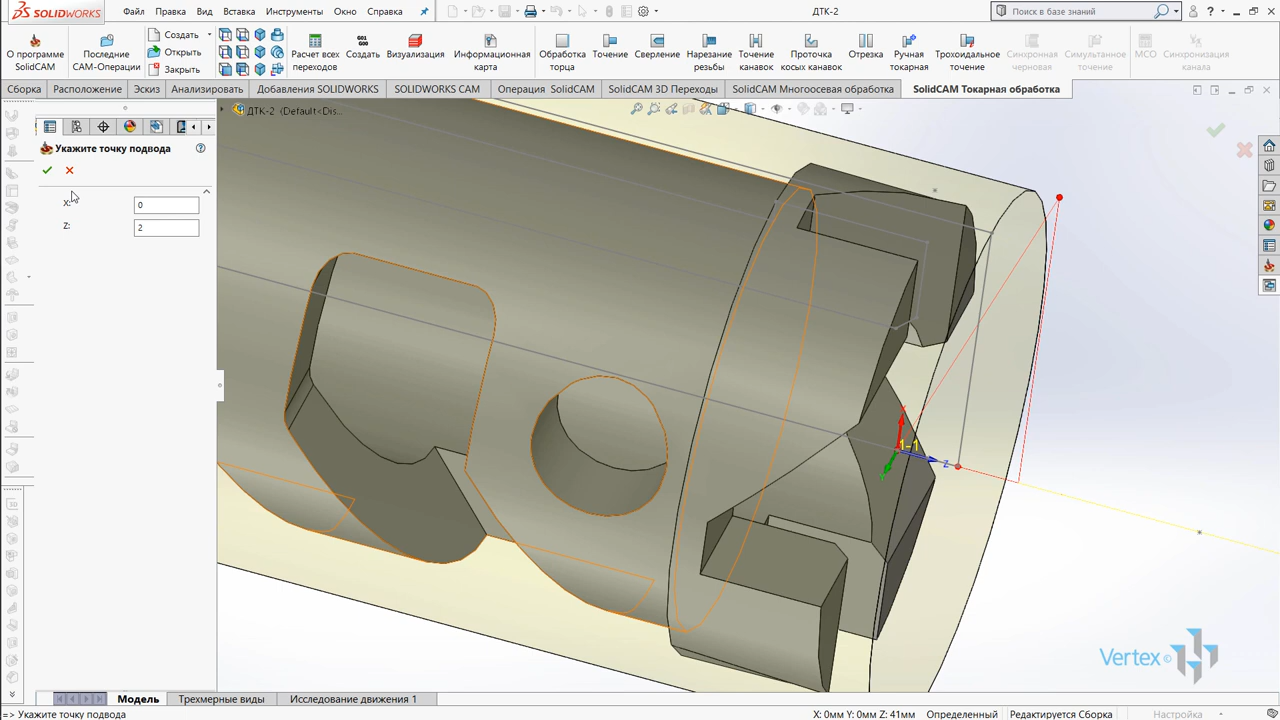 SOLIDWORKS
Файл
Правка
Вид
Вставка
Инструменты
Окно
Справка
ДТК-2
Поиск в базе знаний
О программе SolidCAM
Последние CAM-Операции
Создать
Открыть
Закрыть
Расчет всех переходов
Создать
Визуализация
Информационная карта
Обработка торца
Точение
Сверление
Нарезание резьбы
Точение канавок
Проточка косых канавок
Отрезка
Ручная токарная
Трохоидальное точение
Синхронная черновая
Симультанное точение
МСО
Синхронизация канала
Сборка
Расположение
Эскиз
Анализировать
Добавления SOLIDWORKS
SOLIDWORKS CAM
Операция SolidCAM
SolidCAM 3D Переходы
SolidCAM Многоосевая обработка
SolidCAM Токарная обработка
ДТК-2 (Default<Dis...
Укажите точку подвода
X: 0
Z: 2
1-1
Z
Vertex©
Модель
Трехмерные виды
Исследование движения 1
=> Укажите точку подвода
X: 0мм Y: 0мм Z: 41мм
Определенный
Редактируется Сборка
Настройка